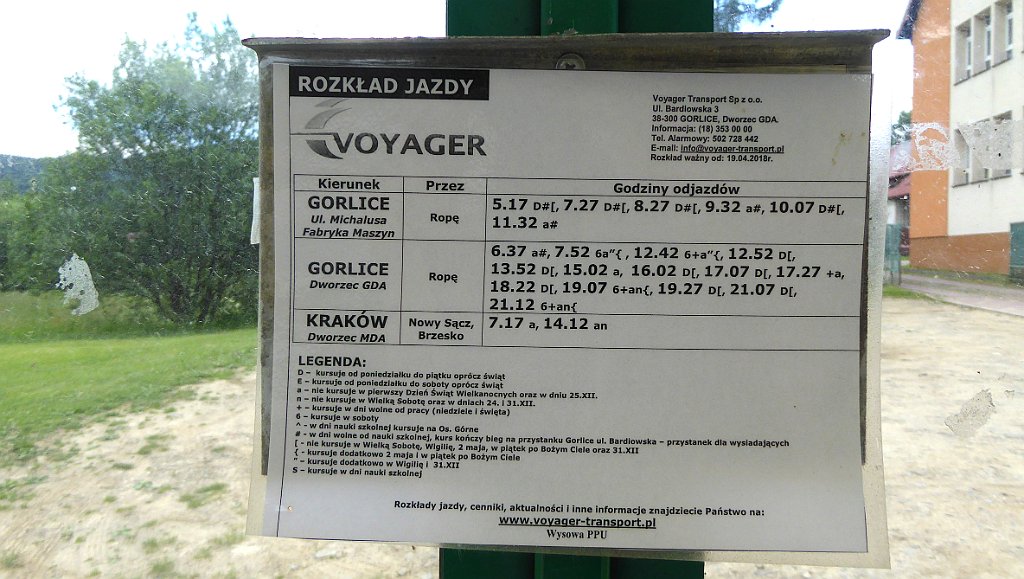 ROZKŁAD JAZDY
VOYAGER
Voyager Transport Sp z o.o.
Ul. Bardiowska 3
38-300 GORLICE, Dworzec GDA.
Informacja: (18) 353 00 00
Tel. Alarmowy: 502 728 442
E-mail: info@voyager-transport.pl
Rozkład ważny od: 19.04.2018r.
Kierunek Przez Godziny odjazdów
GORLICE
Ul. Michalusa
Fabryka Maszyn
Ropę
5.17 D#[, 7.27 D#[, 8.27 D#[, 9.32 a#, 10.07 D#[,
11.32 a#
GORLICE
Dworzec GDA
Ropę
6.37 a#, 7.52 6a"{ , 12.42 6+a"{, 12.52 D[,
13.52 D[, 15.02 a, 16.02 D[, 17.07 D[, 17.27 +a,
18.22 D[, 19.07 6+an{, 19.27 D[, 21.07 D[,
21.12 6+an{
KRAKÓW
Dworzec MDA
Nowy Sącz,
Brzesko
7.17 a, 14.12 an
LEGENDA:
D – kursuje od poniedziałku do piątku oprócz świąt
E – kursuje od poniedziałku do soboty oprócz świąt
a – nie kursuje w pierwszy Dzień Świąt Wielkanocnych oraz w dniu 25.XII.
n – nie kursuje w Wielką Sobotę oraz w dniach 24. i 31.XII.
+ – kursuje w dni wolne od pracy (niedziele i święta)
6 – kursuje w soboty
^ - w dni nauki szkolnej kursuje na Os. Górne
# - w dni wolne od nauki szkolnej, kurs kończy bieg na przystanku Gorlice ul. Bardiowska – przystanek dla wysiadających
[ - nie kursuje w Wielką Sobotę, Wigilię, 2 maja, w piątek po Bożym Ciele oraz 31.XII
{ - kursuje dodatkowo 2 maja i w piątek po Bożym Ciele
" – kursuje dodatkowo w Wigilię i 31.XII
S – kursuje w dni nauki szkolnej
Rozkłady jazdy, cenniki, aktualności i inne informacje znajdziecie Państwo na:
www.voyager-transport.pl
Wysowa PPU